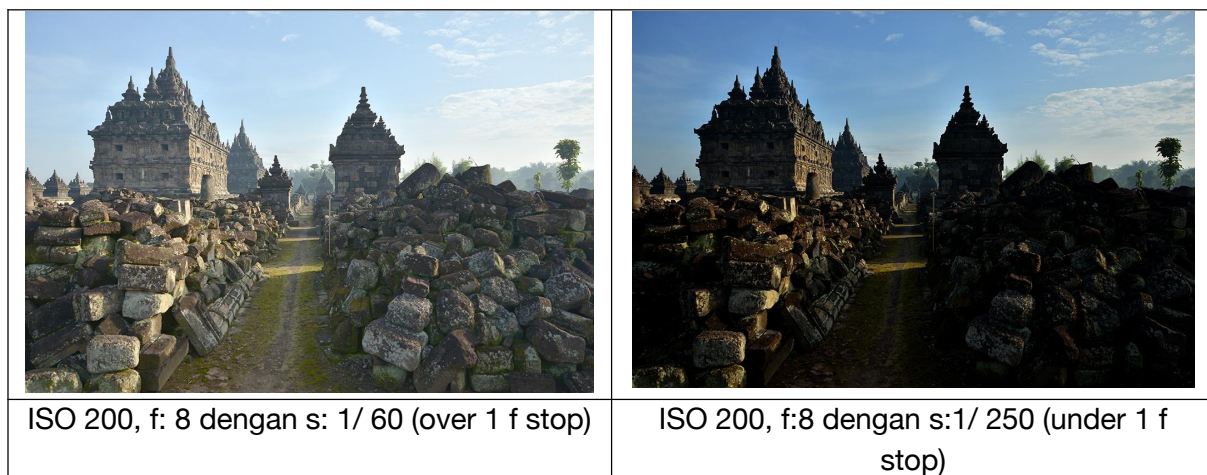 ISO 200, f: 8 dengan s: 1/ 60 (over 1 f stop)
ISO 200, f:8 dengan s:1/ 250 (under 1 f
stop)